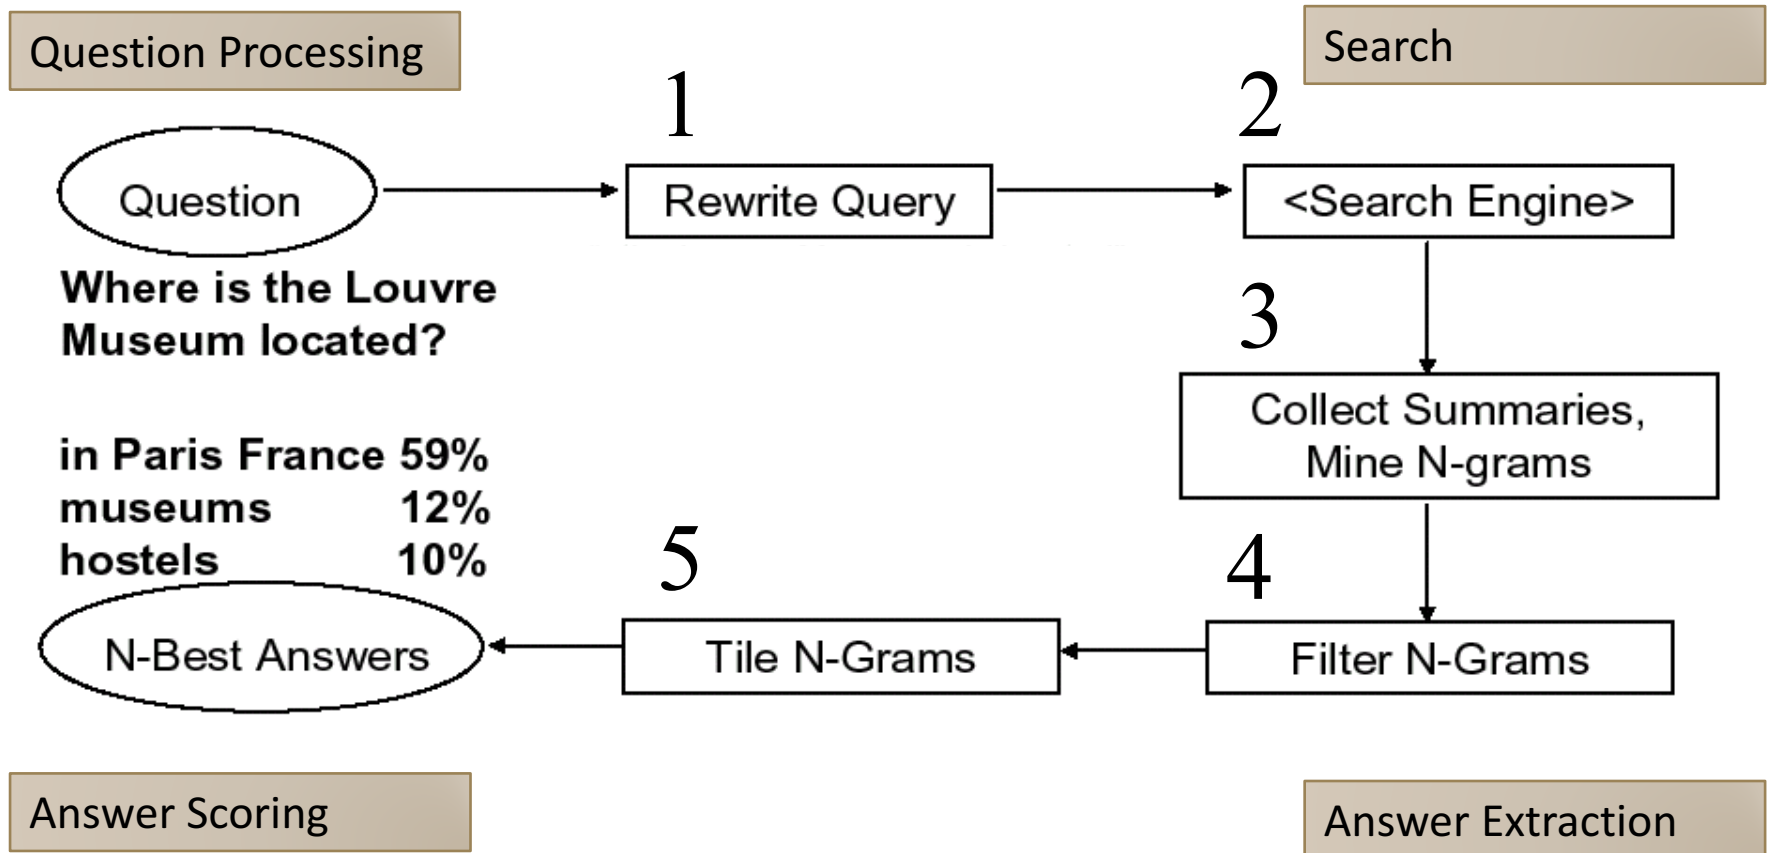 Question Processing
Search
1
2
Question
Rewrite Query
<Search Engine>
Where is the Louvre
Museum located?
3
Collect Summaries,
Mine N-grams
in Paris France 59%
museums 12%
hostels 10%
5
4
N-Best Answers
Tile N-Grams
Filter N-Grams
Answer Scoring
Answer Extraction